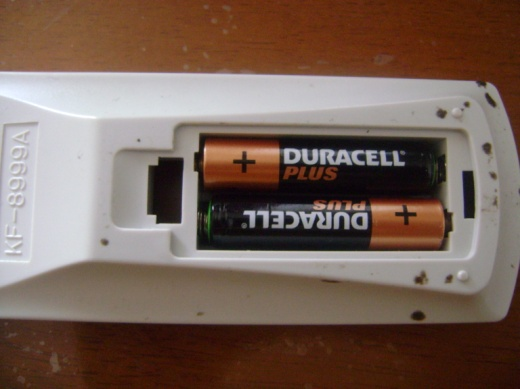 KF-8999A
+ DURACELL
PLUS
DURACELL +
PLUS